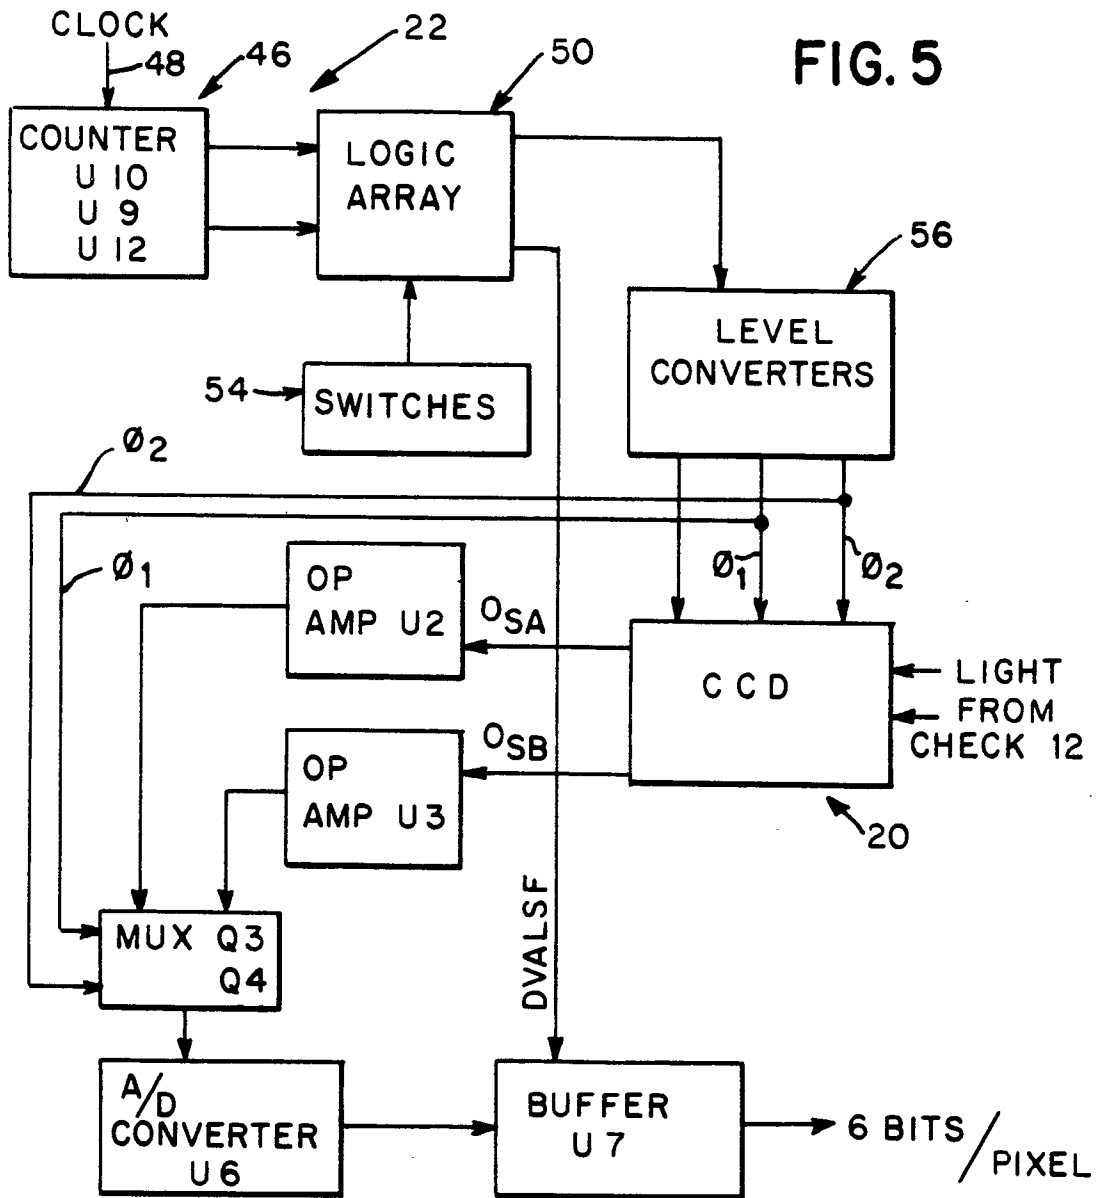 CLOCK
48
46
22
50
FIG. 5
COUNTER
U 10
U 9
U 12
LOGIC
ARRAY
56
LEVEL
CONVERTERS
54
SWITCHES
Ø2
Ø1
Ø1
Ø2
OP
AMP U2
OSA
CCD
LIGHT
FROM
CHECK 12
OP
AMP U3
OSB
20
DVALSF
MUX Q3
Q4
A/D
CONVERTER
U6
BUFFER
U7
6 BITS/
PIXEL